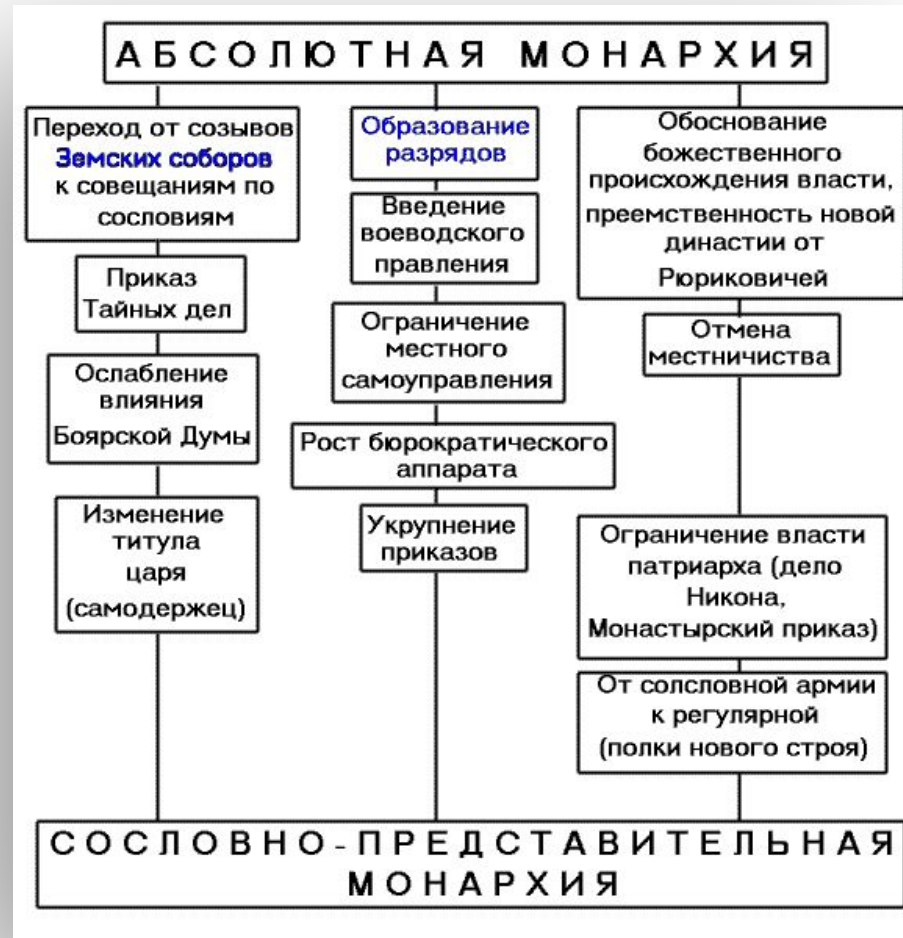 АБСОЛЮТНАЯ МОНАРХИЯ
Переход от созывов
Земских соборов
к совещаниям по
сословиям
Приказ
Тайных дел
Ослабление
влияния
Боярской Думы
Изменение
титула
царя
(самодержец)
Образование
разрядов
Введение
воеводского
правления
Ограничение
местного
самоуправления
Рост бюрократического
аппарата
Укрупнение
приказов
Обоснование
божественного
происхождения власти,
преемственность новой
династии от
Рюриковичей
Отмена
местничиства
Ограничение власти
патриарха (дело
Никона,
Монастырский приказ)
От солсловной армии
к регулярной
(полки нового строя)
СОСЛОВНО-ПРЕДСТАВИТЕЛЬНАЯ
МОНАРХИЯ